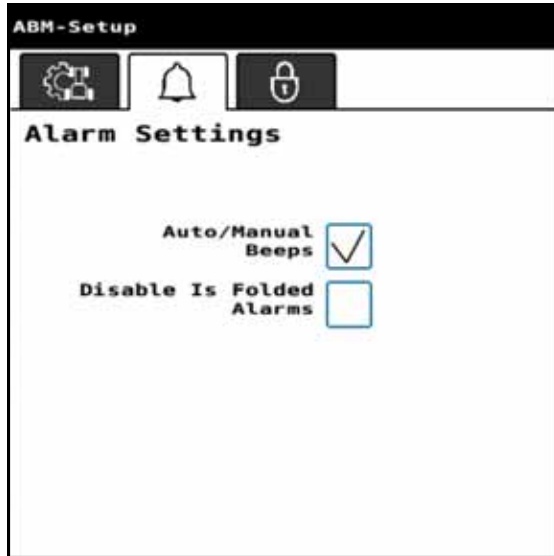 ABM-Setup
Alarm Settings
Auto/Manual
Beeps
Disable Is Folded
Alarms